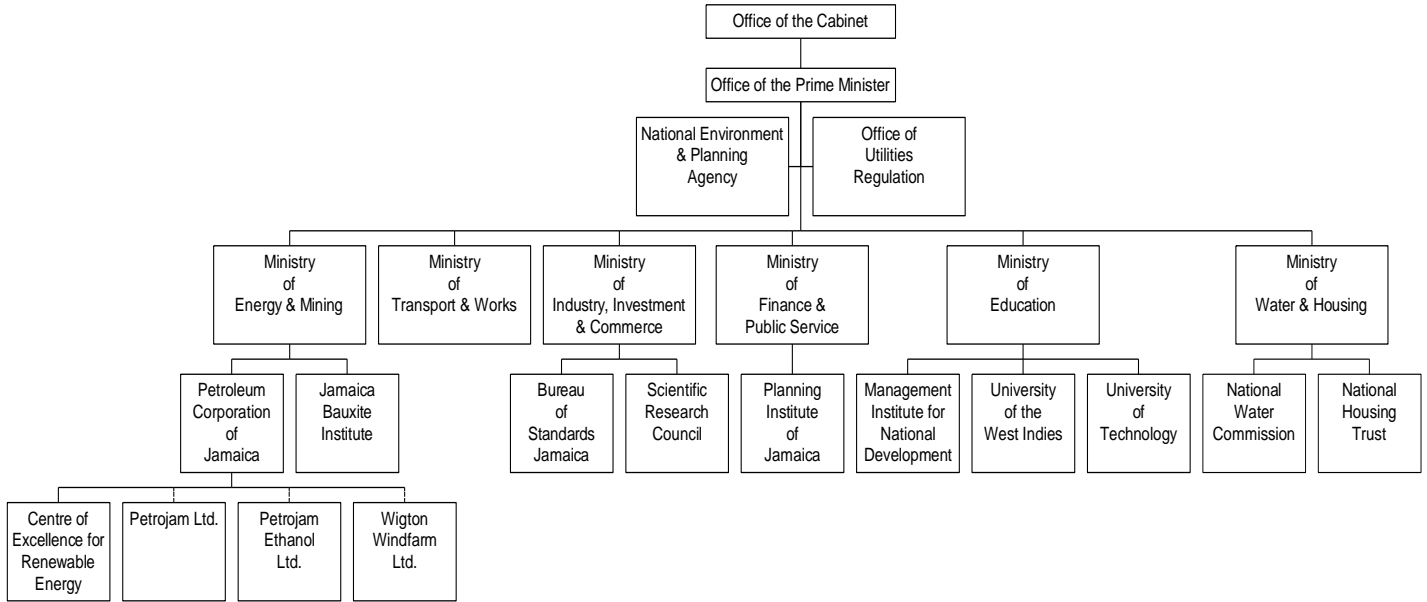 Office of the Cabinet
Office of the Prime Minister
National Environment
& Planning
Agency
Office of
Utilities
Regulation
Ministry
of
Energy & Mining
Ministry
of
Transport & Works
Ministry
of
Industry, Investment
& Commerce
Ministry
of
Finance &
Public Service
Ministry
of
Education
Ministry
of
Water & Housing
Petroleum
Corporation
of
Jamaica
Jamaica
Bauxite
Institute
Bureau
of
Standards
Jamaica
Scientific
Research
Council
Planning
Institute
of
Jamaica
Management
Institute for
National
Development
University
of the
West Indies
University
of
Technology
National
Water
Commission
National
Housing
Trust
Centre of
Excellence for
Renewable
Energy
Petrojam Ltd.
Petrojam
Ethanol
Ltd.
Wigton
Windfarm
Ltd.